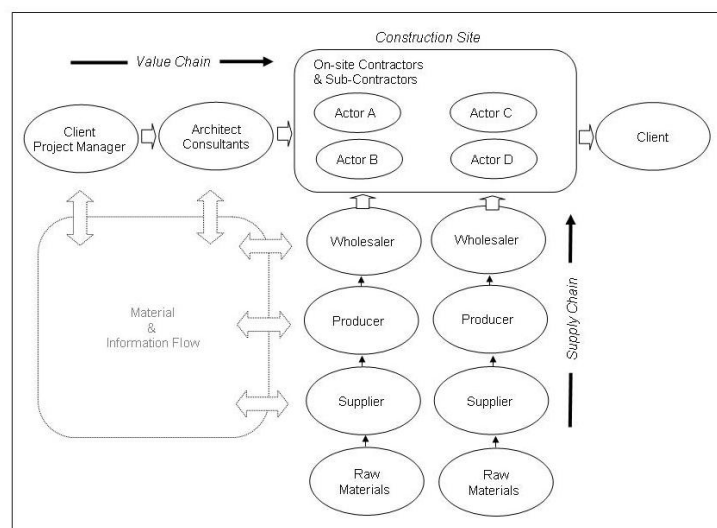 Construction Site
Value Chain
On-site Contractors
& Sub-Contractors
Actor A
Actor C
Client
Project Manager
Architect
Consultants
Client
Actor B
Actor D
Wholesaler
Wholesaler
Material
&
Information Flow
Producer
Producer
Supply Chain
Supplier
Supplier
Raw
Materials
Raw
Materials